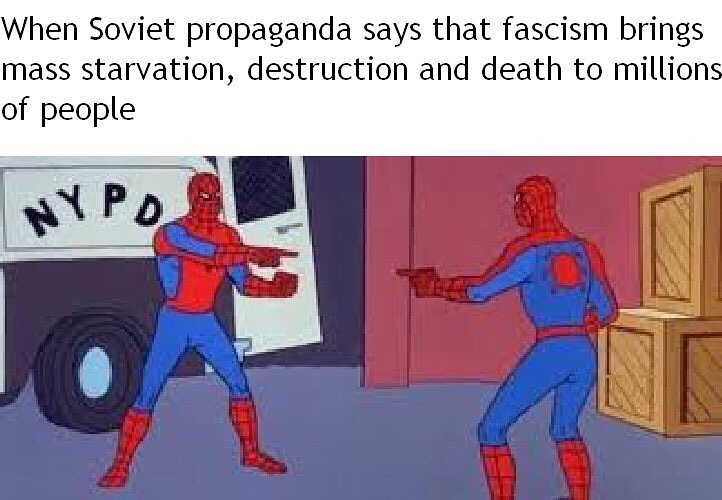 When Soviet propaganda says that fascism brings
mass starvation, destruction and death to millions
of people
NYPD